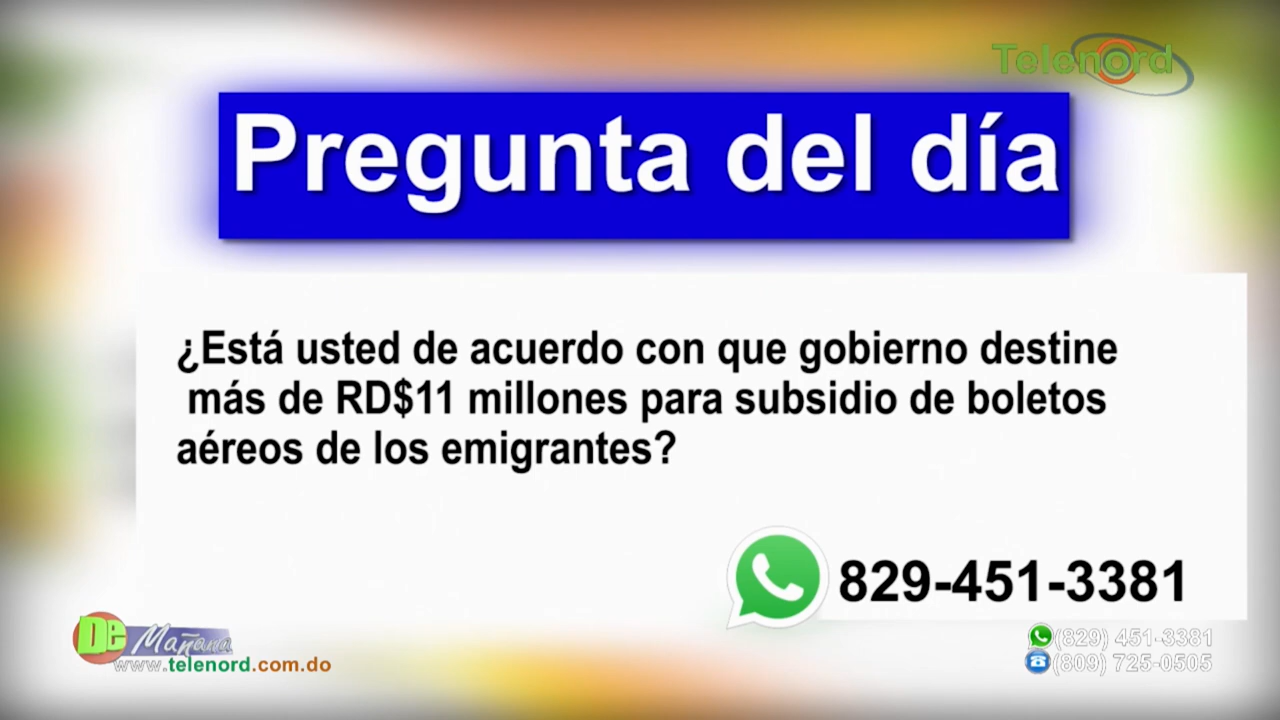 Telenord
Pregunta del día
¿Está usted de acuerdo con que gobierno destine
más de RD$11 millones para subsidio de boletos
aéreos de los emigrantes?
829-451-3381
De Mañana
www.telenord.com.do
(829) 451-3381
(809) 725-0505